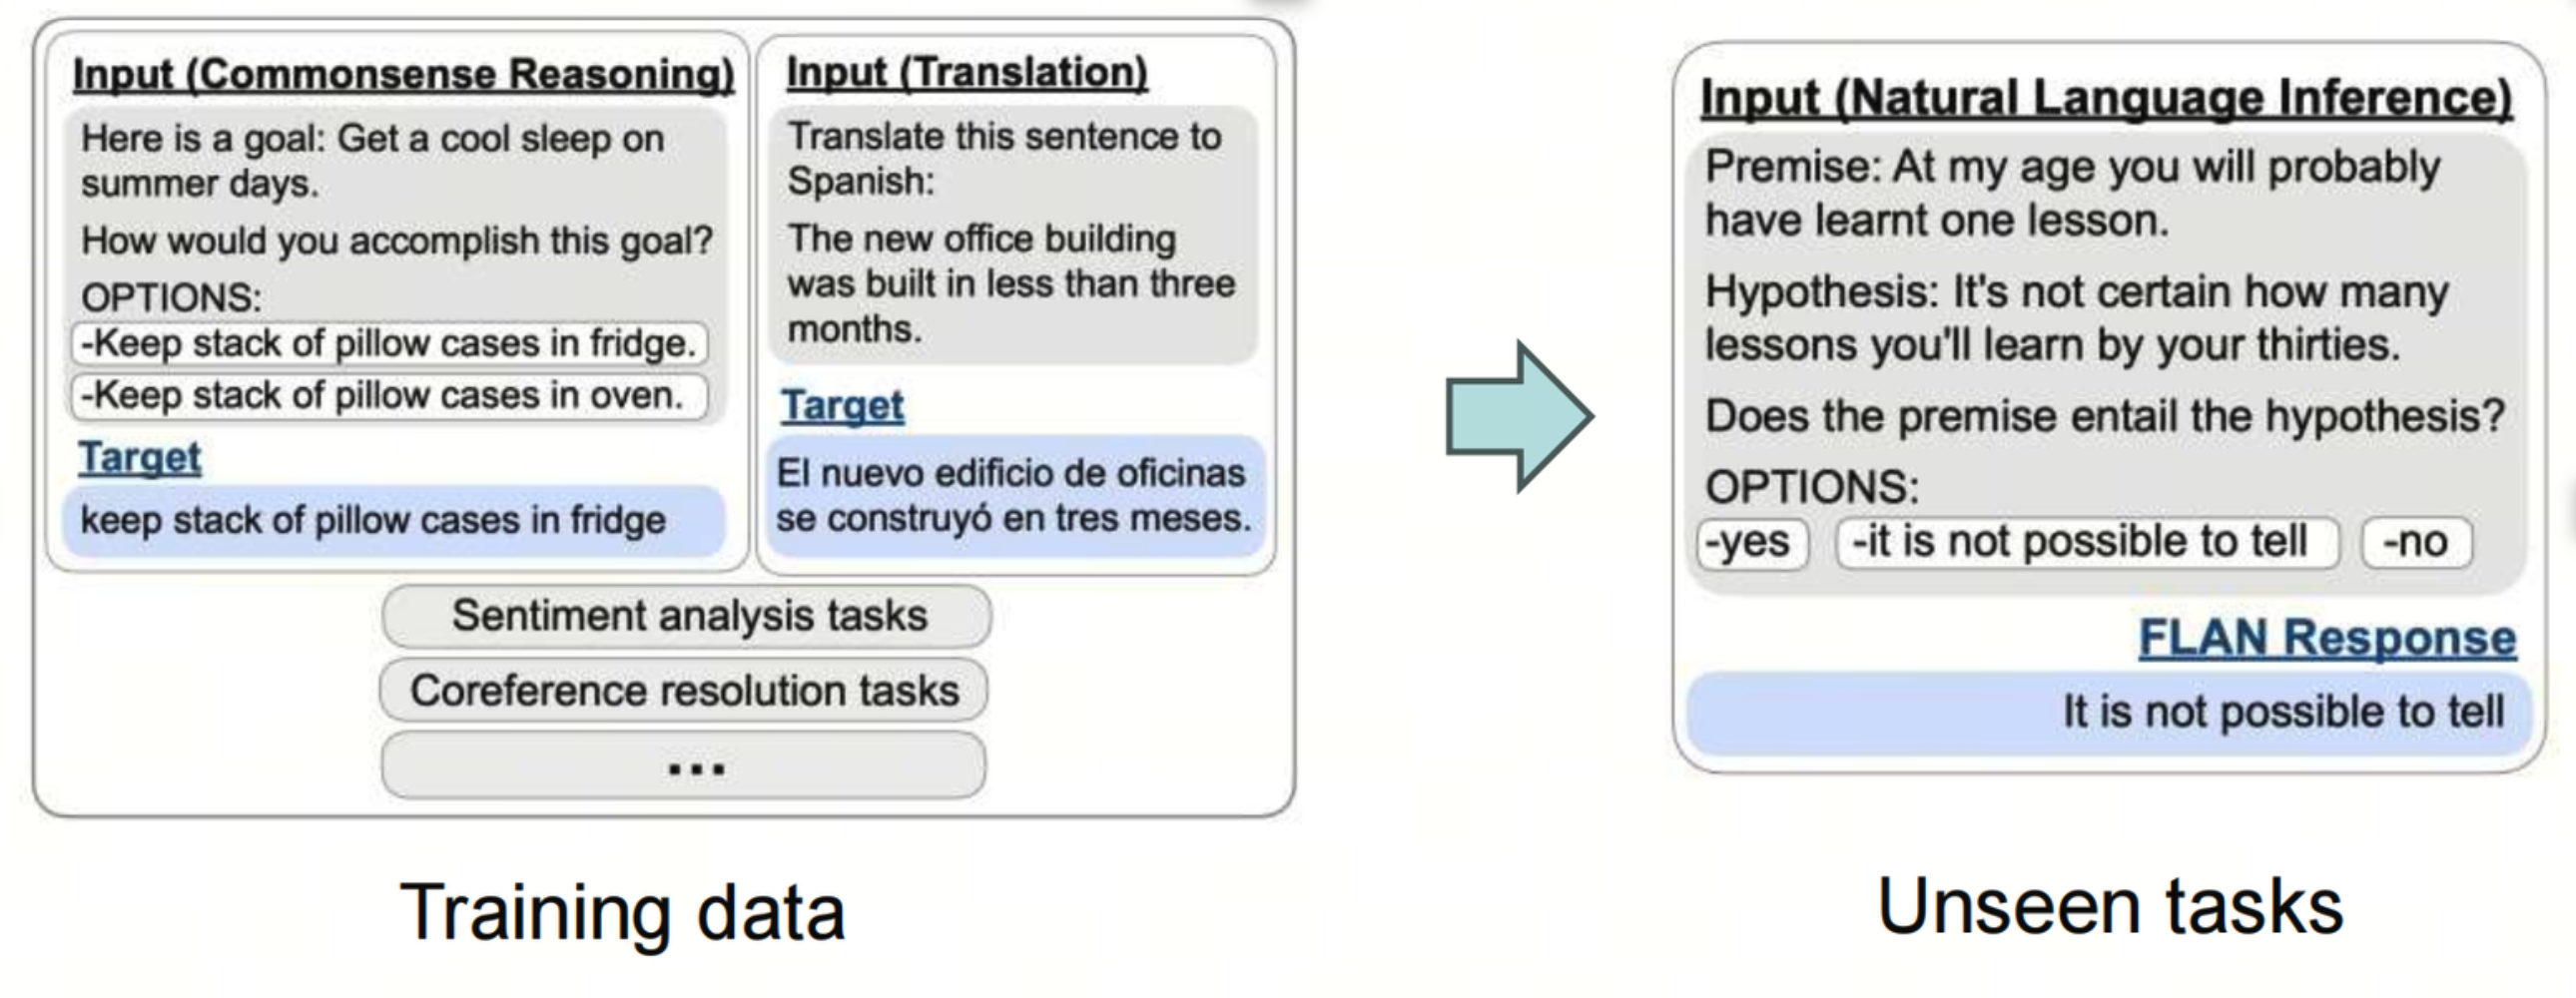 Input (Commonsense Reasoning)
Here is a goal: Get a cool sleep on
summer days.
How would you accomplish this goal?
OPTIONS:
-Keep stack of pillow cases in fridge.
-Keep stack of pillow cases in oven.
Target
keep stack of pillow cases in fridge
Input (Translation)
Translate this sentence to
Spanish:
The new office building
was built in less than three
months.
Target
El nuevo edificio de oficinas
se construyó en tres meses.
Sentiment analysis tasks
Coreference resolution tasks
...
Training data
Input (Natural Language Inference)
Premise: At my age you will probably
have learnt one lesson.
Hypothesis: It's not certain how many
lessons you'll learn by your thirties.
Does the premise entail the hypothesis?
OPTIONS:
-yes -it is not possible to tell -no
FLAN Response
It is not possible to tell
Unseen tasks